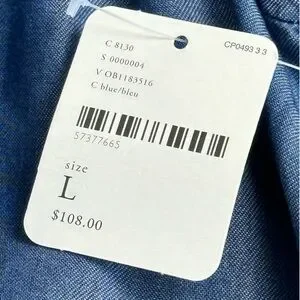 CP0493 3 3
C 8130
S 0000004
V OB1183516
C blue/bleu
57377665
size
L
$108.00